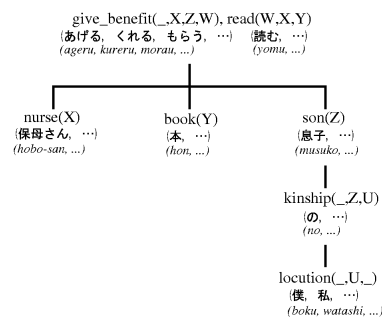 give_benefit(_,X,Z,W), read(W,X,Y)
(あげる, くれる, もらう, …) (読む, …)
(ageru, kureru, morau, ...) (yomu, ...)
nurse(X) book(Y) son(Z)
(保母さん, …) (本, …) (息子, …)
(hobo-san, ...) (hon, ...) (musuko, ...)
kinship(_,Z,U)
(の, …)
(no, ...)
locution(_,U,_)
(僕, 私, …)
(boku, watashi, ...)